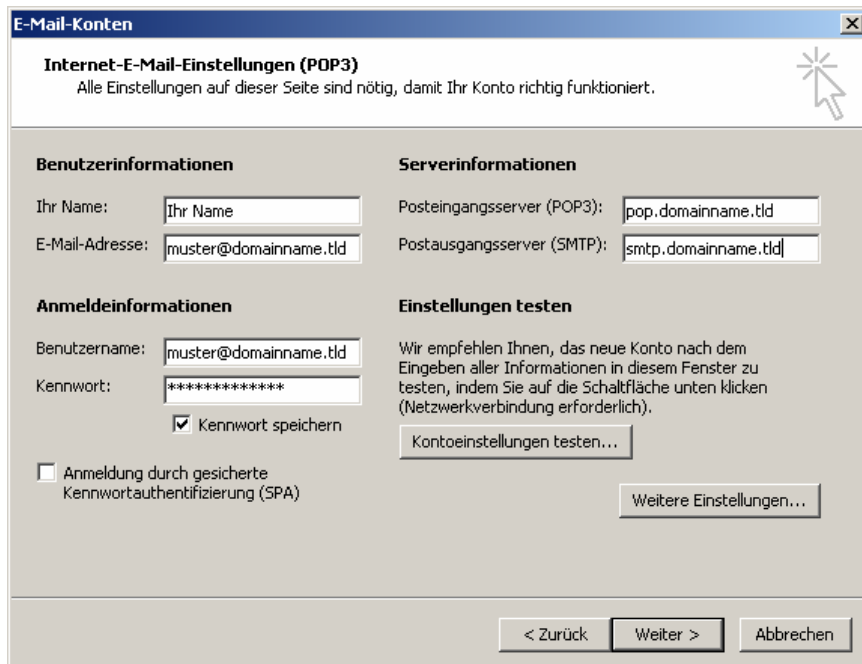 E-Mail-Konten
Internet-E-Mail-Einstellungen (POP3)
Alle Einstellungen auf dieser Seite sind nötig, damit Ihr Konto richtig funktioniert.
Benutzerinformationen
Ihr Name: Ihr Name
E-Mail-Adresse: muster@domainname.tld
Serverinformationen
Posteingangsserver (POP3): pop.domainname.tld
Postausgangsserver (SMTP): smtp.domainname.tld
Anmeldeinformationen
Benutzername: muster@domainname.tld
Kennwort: *************
Kennwort speichern
Anmeldung durch gesicherte
Kennwortauthentifizierung (SPA)
Einstellungen testen
Wir empfehlen Ihnen, das neue Konto nach dem
Eingeben aller Informationen in diesem Fenster zu
testen, indem Sie auf die Schaltfläche unten klicken
(Netzwerkverbindung erforderlich).
Kontoeinstellungen testen...
Weitere Einstellungen...
< Zurück Weiter > Abbrechen